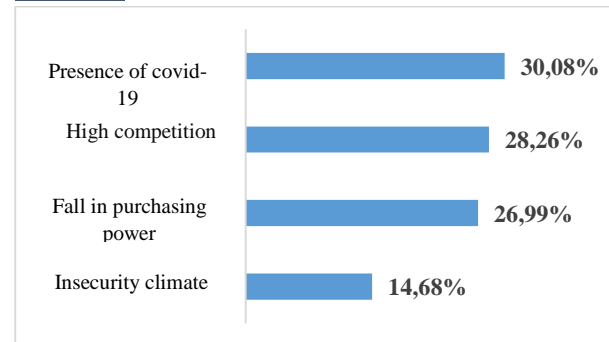 Presence of covid-
19
30,08%
High competition
28,26%
Fall in purchasing
power
26,99%
Insecurity climate
14,68%